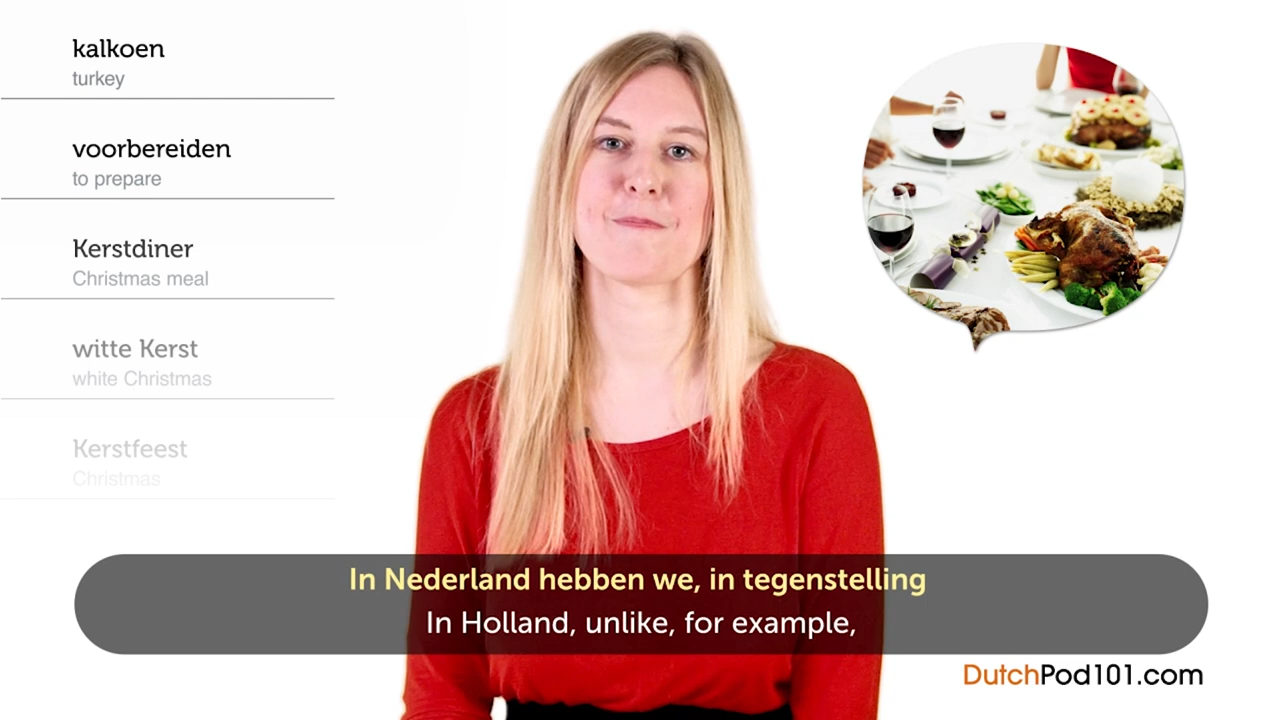 kalkoen
turkey
voorbereiden
to prepare
Kerstdiner
Christmas meal
witte Kerst
white Christmas
Kerstfeest
Christmas
In Nederland hebben we, in tegenstelling
In Holland, unlike, for example,
DutchPod101.com